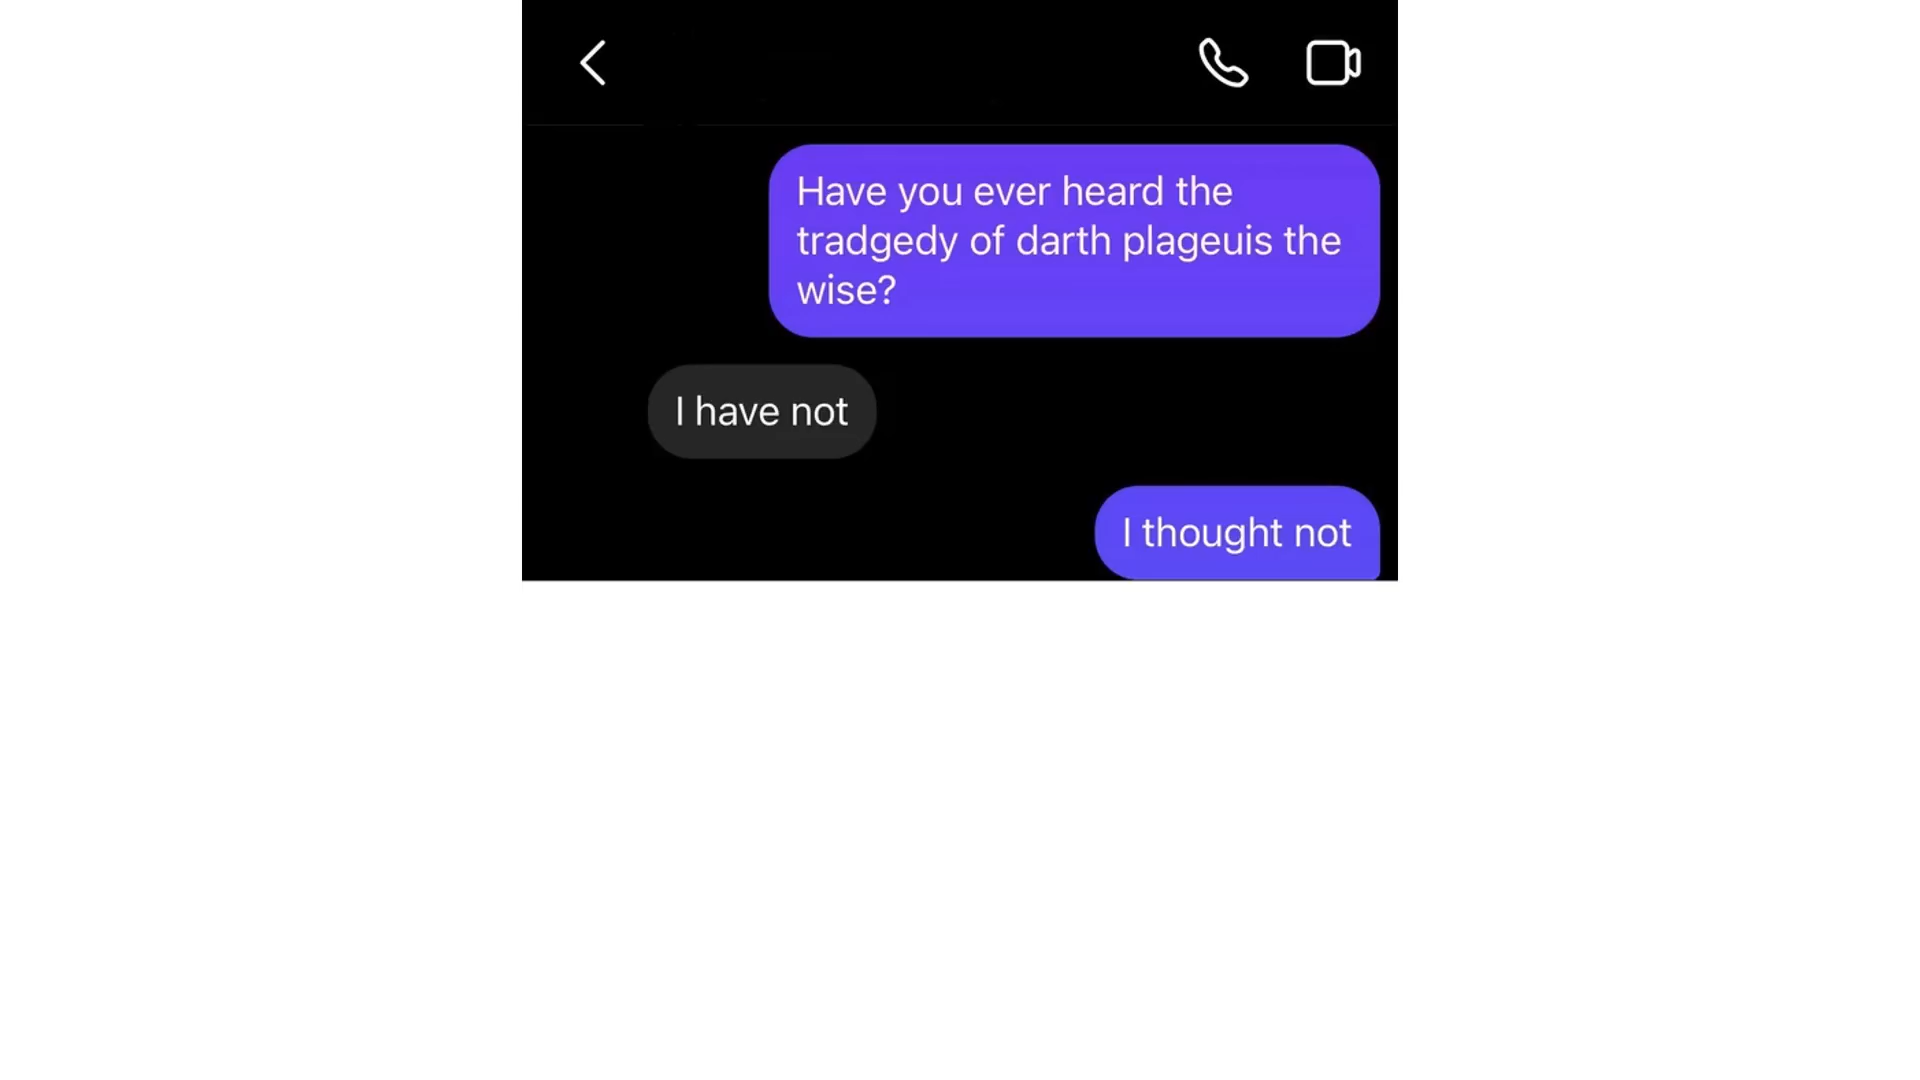 Have you ever heard the
tradgedy of darth plageuis the
wise?
I have not
I thought not